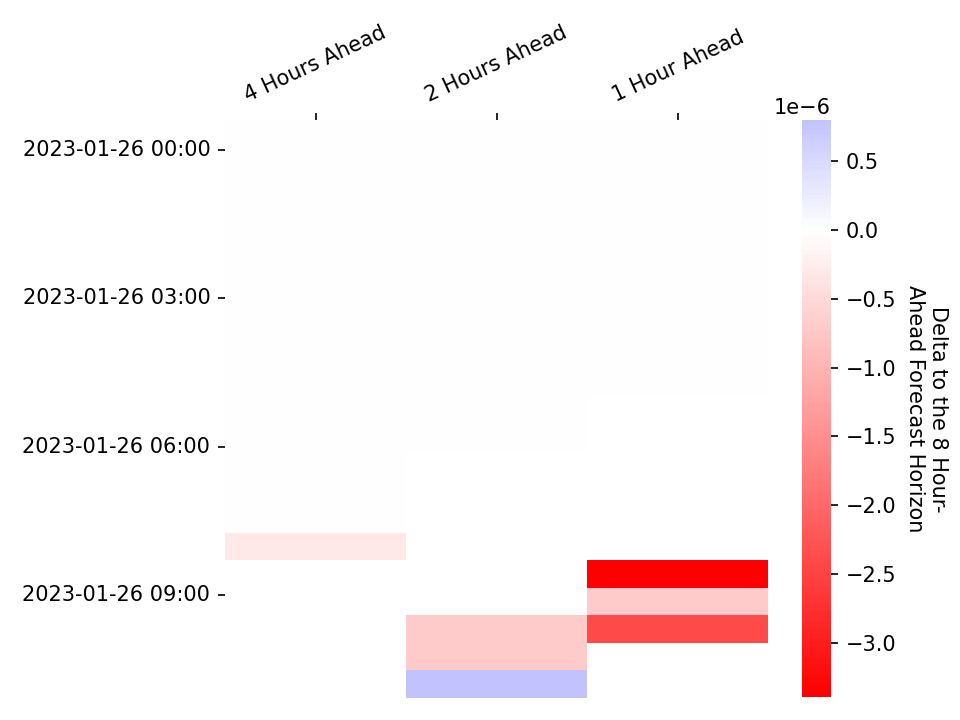 4 Hours Ahead
2 Hours Ahead
1 Hour Ahead
1e−6
2023-01-26 00:00
2023-01-26 03:00
2023-01-26 06:00
2023-01-26 09:00
0.5
0.0
−0.5
−1.0
−1.5
−2.0
−2.5
−3.0
Delta to the 8 Hour-
Ahead Forecast Horizon